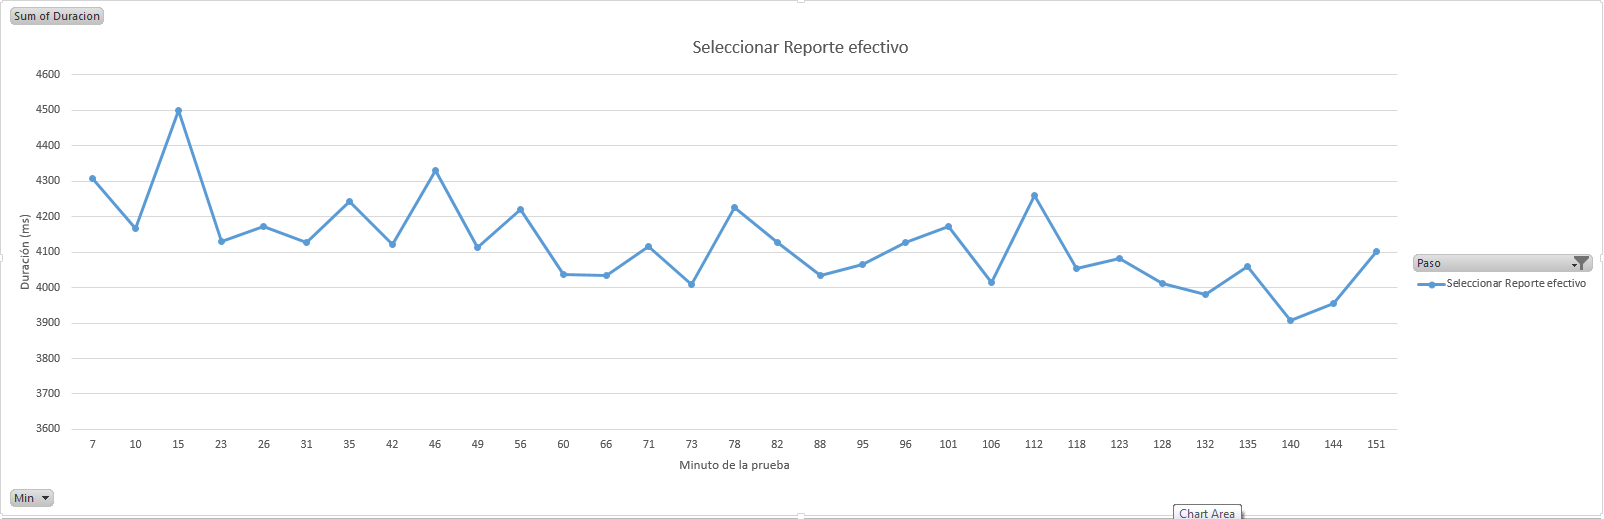 Sum of Duracion
Seleccionar Reporte efectivo
4600
4500
4400
4300
4200
4100
4000
3900
3800
3700
3600
Duración (ms)
7 10 15 23 26 31 35 42 46 49 56 60 66 71 73 78 82 88 95 96 101 106 112 118 123 128 132 135 140 144 151
Minuto de la prueba
Paso
Seleccionar Reporte efectivo
Min
Chart Area